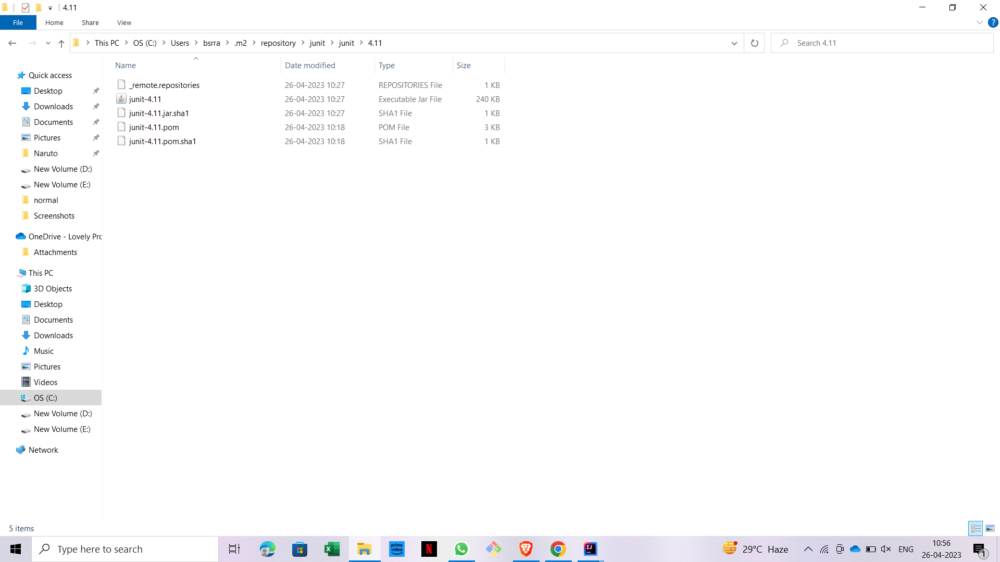 4.11
File Home Share View
This PC OS (C:) Users bsrra .m2 repository junit junit 4.11
Search 4.11
Name Date modified Type Size
_remote.repositories 26-04-2023 10:27 REPOSITORIES File 1 KB
junit-4.11 26-04-2023 10:27 Executable Jar File 240 KB
junit-4.11.jar.sha1 26-04-2023 10:27 SHA1 File 1 KB
junit-4.11.pom 26-04-2023 10:18 POM File 3 KB
junit-4.11.pom.sha1 26-04-2023 10:18 SHA1 File 1 KB
Quick access
Desktop
Downloads
Documents
Pictures
Naruto
New Volume (D:)
New Volume (E:)
normal
Screenshots
OneDrive - Lovely Pro
Attachments
This PC
3D Objects
Desktop
Documents
Downloads
Music
Pictures
Videos
OS (C:)
New Volume (D:)
New Volume (E:)
Network
5 items
Type here to search
prime
video
N
IJ
29°C Haze
ENG
10:56
26-04-2023
1